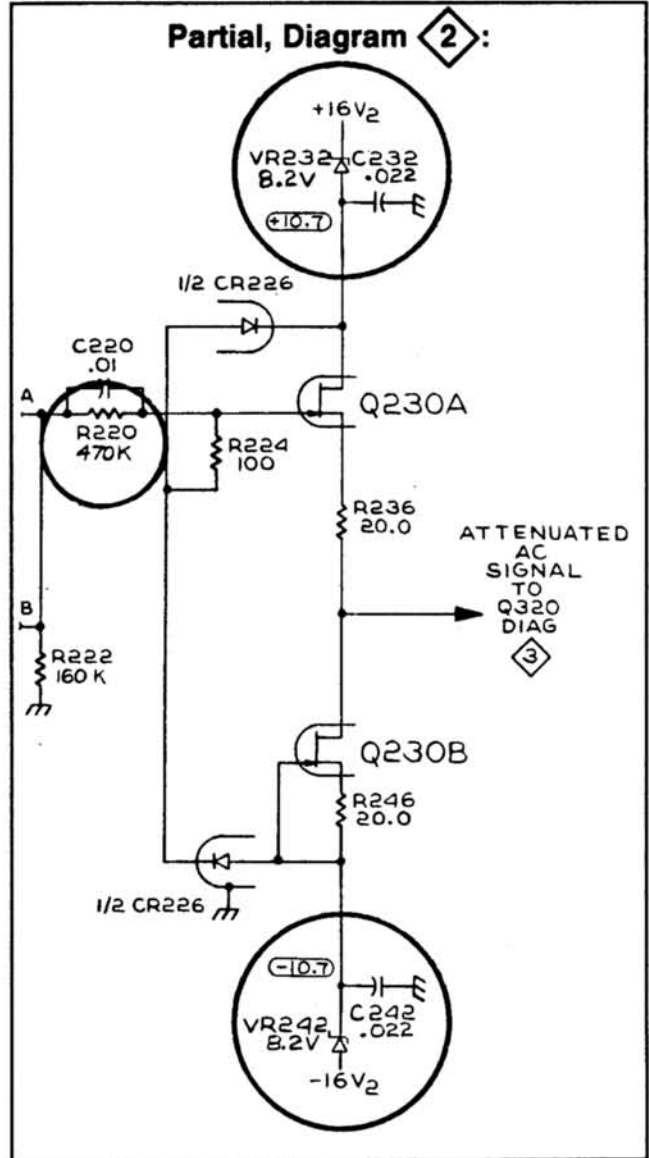 Partial, Diagram 2:
+16V2
VR232 C232
8.2V .022
+10.7
1/2 CR226
C220
.01
A
Q230A
R220
470K
R224
100
R236
20.0
ATTENUATED
AC
SIGNAL
TO
Q320
DIAG
3
B
R222
160K
Q230B
R246
20.0
1/2 CR226
-10.7
C242
.022
VR242
8.2V
-16V2